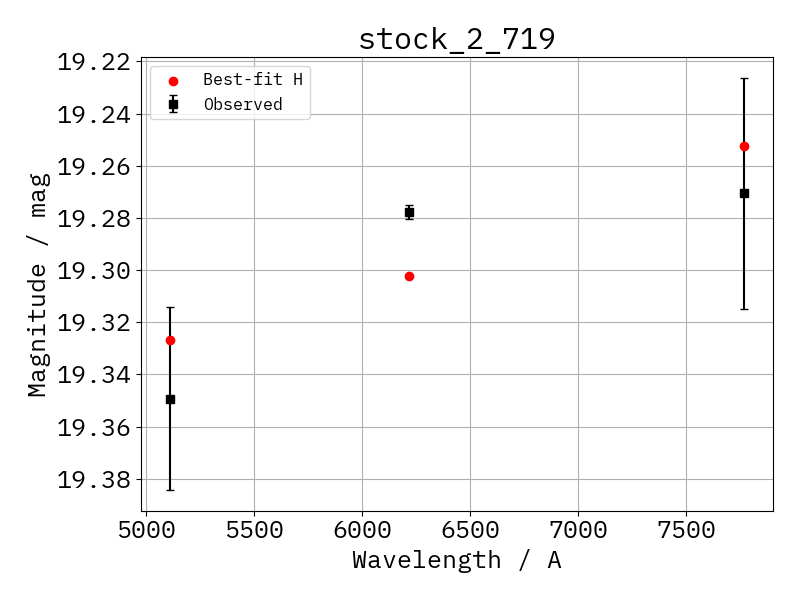 stock_2_719
Best-fit H
Observed
19.22
19.24
19.26
19.28
19.30
19.32
19.34
19.36
19.38
Magnitude / mag
5000 5500 6000 6500 7000 7500
Wavelength / A